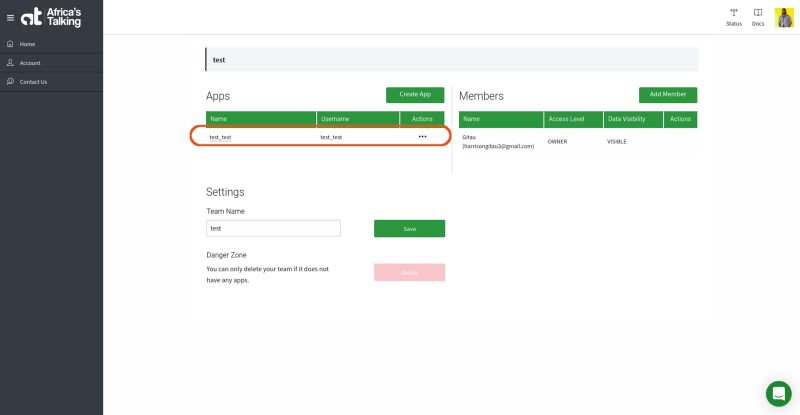 Africa's
Talking
Status
Docs
Home
Account
Contact Us
test
Apps
Create App
Name
Username
Actions
test_test
test_test
Members
Add Member
Name
Access Level
Data Visibility
Actions
Gitau
(harrisongitau3@gmail.com)
OWNER
VISIBLE
Settings
Team Name
test
Save
Danger Zone
You can only delete your team if it does not
have any apps.
Delete